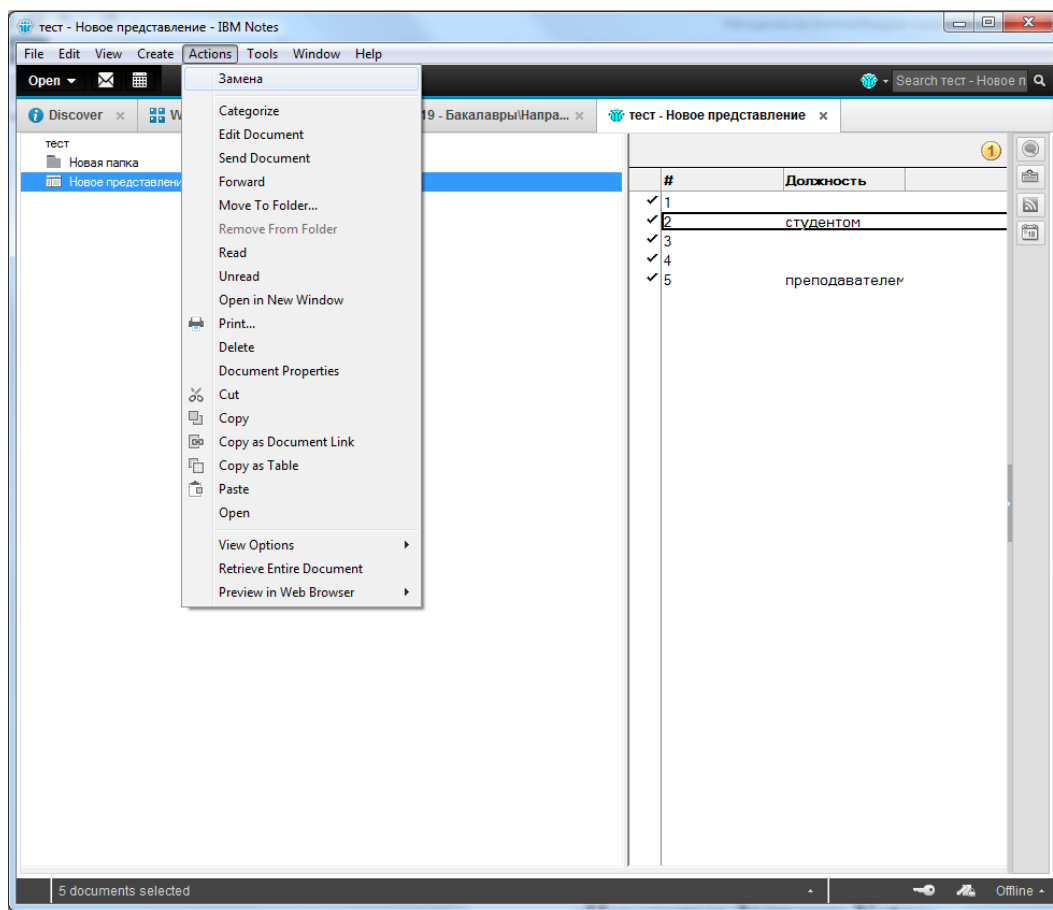 тест - Новое представление - IBM Notes
File Edit View Create Actions Tools Window Help
Open
Search тест - Новое п
Discover
W
19 - Бакалавры\Напра...
тест - Новое представление
тест
Новая папка
Новое представлени
Замена
Categorize
Edit Document
Send Document
Forward
Move To Folder...
Remove From Folder
Read
Unread
Open in New Window
Print...
Delete
Document Properties
Cut
Copy
Copy as Document Link
Copy as Table
Paste
Open
View Options
Retrieve Entire Document
Preview in Web Browser
1
# Должность
1
2 студентом
3
4
5 преподавателем
18
5 documents selected
Offline